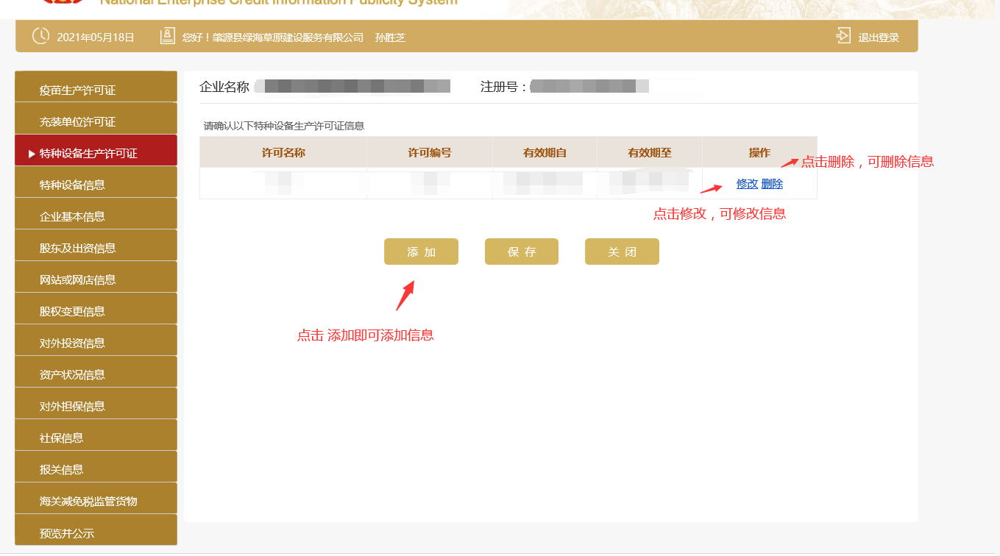 National Enterprise Credit Information Publicity System
2021年05月18日 您好！肇源县绿海草原建设服务有限公司 孙胜芝 退出登录
疫苗生产许可证
充装单位许可证
特种设备生产许可证
特种设备信息
企业基本信息
股东及出资信息
网站或网店信息
股权变更信息
对外投资信息
资产状况信息
对外担保信息
社保信息
报关信息
海关减免税监管货物
预览并公示
企业名称 注册号：
请确认以下特种设备生产许可证信息
许可名称 许可编号 有效期自 有效期至 操作
点击删除，可删除信息
修改 删除
点击修改，可修改信息
添 加 保 存 关 闭
点击 添加即可添加信息